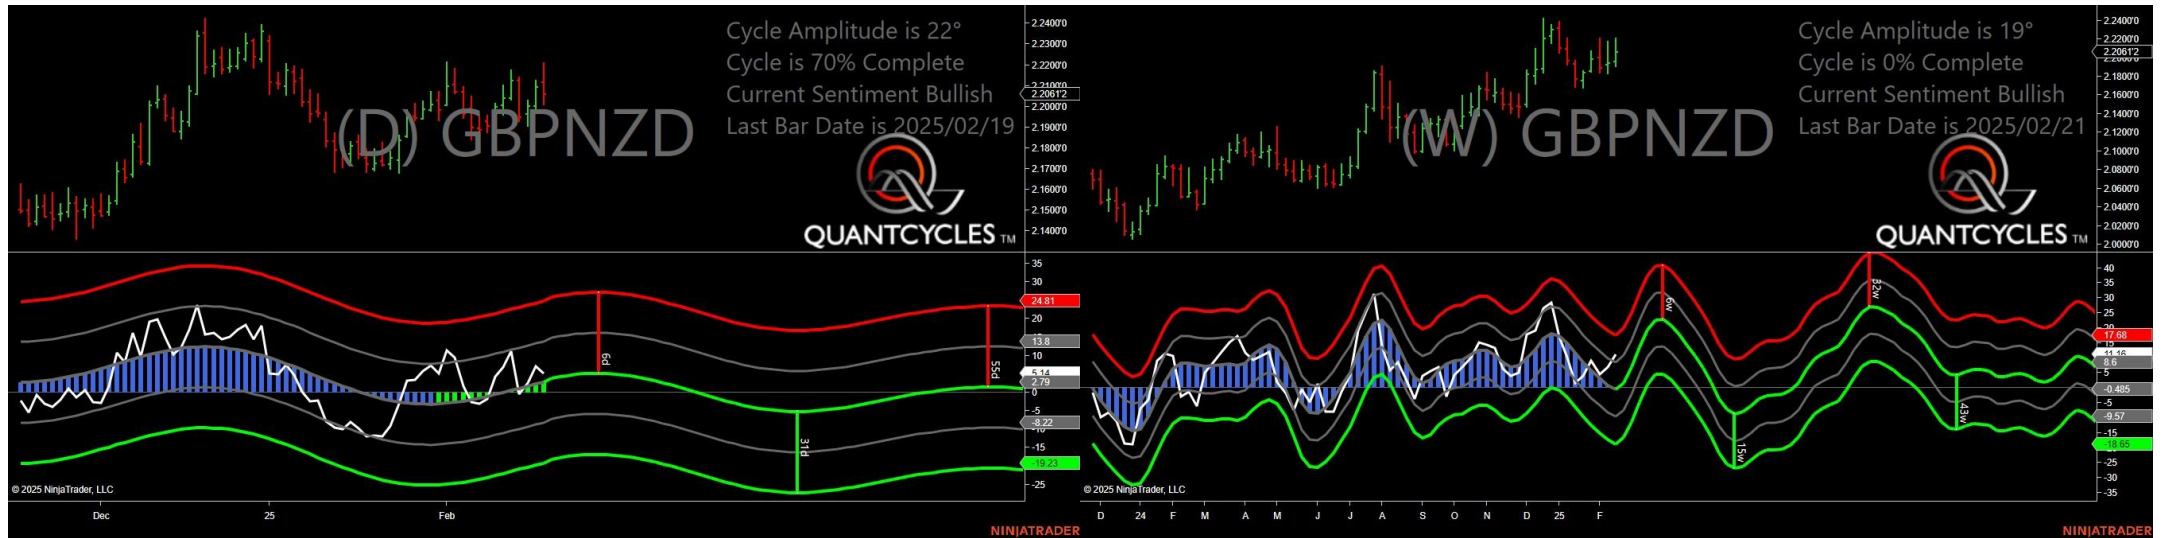 Cycle Amplitude is 22°
Cycle is 70% Complete
Current Sentiment Bullish
Last Bar Date is 2025/02/19
(D) GBPNZD
QUANTCYCLES TM
2.2400'0
2.2300'0
2.2200'0
2.2100'0
2.2061'2
2.2000'0
2.1900'0
2.1800'0
2.1700'0
2.1600'0
2.1500'0
2.1400'0
35
30
24.81
20
13.8
10
5.14
2.79
0
-5
-8.22
-15
-19.23
-25
6d
31d
55d
© 2025 NinjaTrader, LLC
Dec
25
Feb
NINJATRADER
Cycle Amplitude is 19°
Cycle is 0% Complete
Current Sentiment Bullish
Last Bar Date is 2025/02/21
(W) GBPNZD
QUANTCYCLES TM
2.2400'0
2.2200'0
2.2061'2
2.1800'0
2.1600'0
2.1400'0
2.1200'0
2.1000'0
2.0800'0
2.0600'0
2.0400'0
2.0200'0
2.0000'0
40
35
30
25
17.68
15
11.16
8.6
5
-0.485
-5
-9.57
-15
-18.65
-25
-30
-35
6w
15w
32w
43w
© 2025 NinjaTrader, LLC
D 24 F M A M J J A S O N D 25 F
NINJATRADER